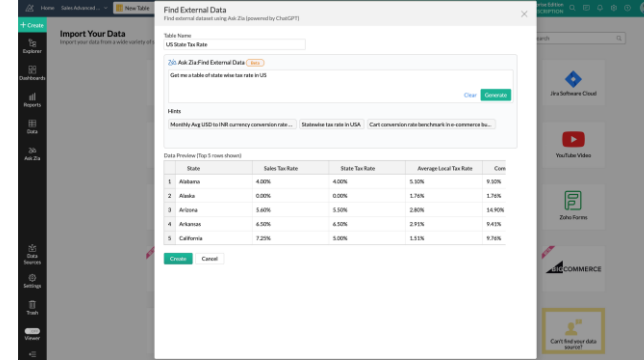 Home
Sales Advanced ...
New Table
Find External Data
Find external dataset using Ask Zia (powered by ChatGPT)
+ Create
Import Your Data
Import your data from a wide variety of
Explorer
Dashboards
Reports
Data
Ask Zia
Data Sources
Settings
Trash
Viewer
Table Name
US State Tax Rate
Ask Zia:Find External Data Beta
Get me a table of state wise tax rate in US
Clear Generate
Hints
Monthly Avg USD to INR currency conversion rate... Statewise tax rate in USA Cart conversion rate benchmark in e-commerce bu...
Data Preview (Top 5 rows shown)
State Sales Tax Rate State Tax Rate Average Local Tax Rate Com
1 Alabama 4.00% 4.00% 5.10% 9.10%
2 Alaska 0.00% 0.00% 1.76% 1.76%
3 Arizona 5.60% 5.50% 2.80% 14.90%
4 Arkansas 6.50% 6.50% 2.91% 9.41%
5 California 7.25% 5.00% 1.51% 9.76%
Create Cancel
Jira Software Cloud
YouTube Video
Zoho Forms
BIGCOMMERCE
Can't find your data
source?